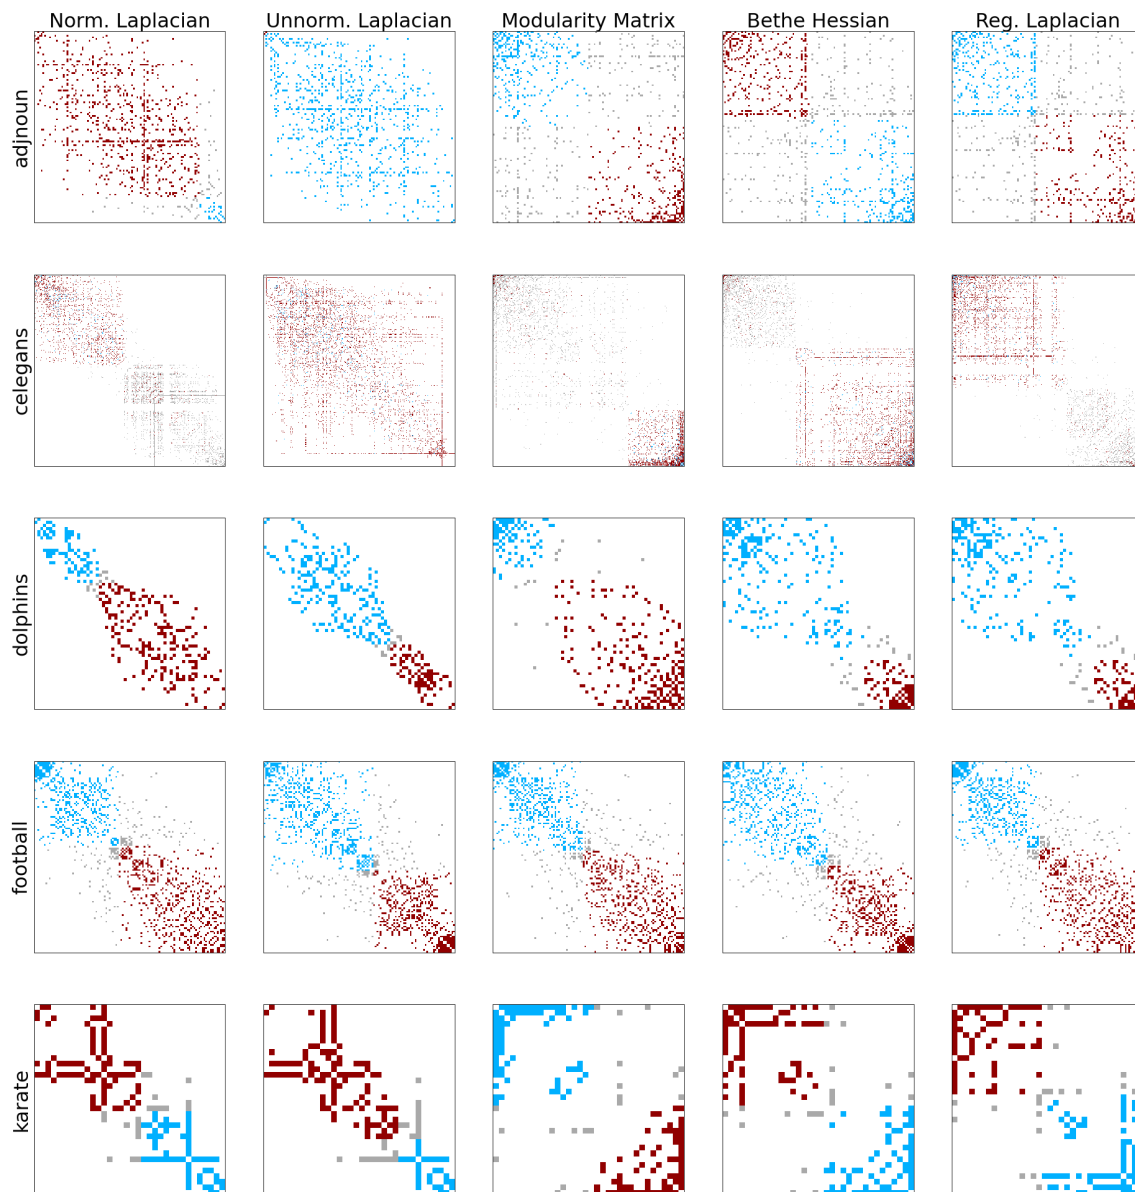 Norm. Laplacian Unnorm. Laplacian Modularity Matrix Bethe Hessian Reg. Laplacian
adjnoun
celegans
dolphins
football
karate